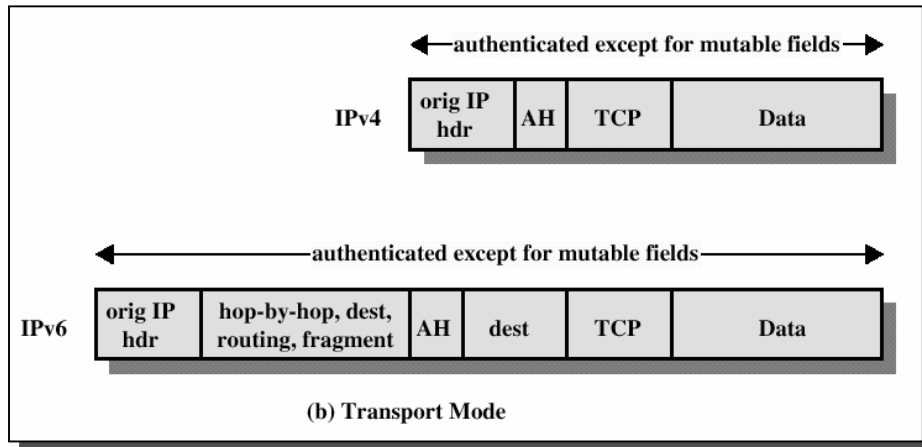 authenticated except for mutable fields
IPv4
orig IP
hdr
AH
TCP
Data
authenticated except for mutable fields
IPv6
orig IP
hdr
hop-by-hop, dest,
routing, fragment
AH
dest
TCP
Data
(b) Transport Mode